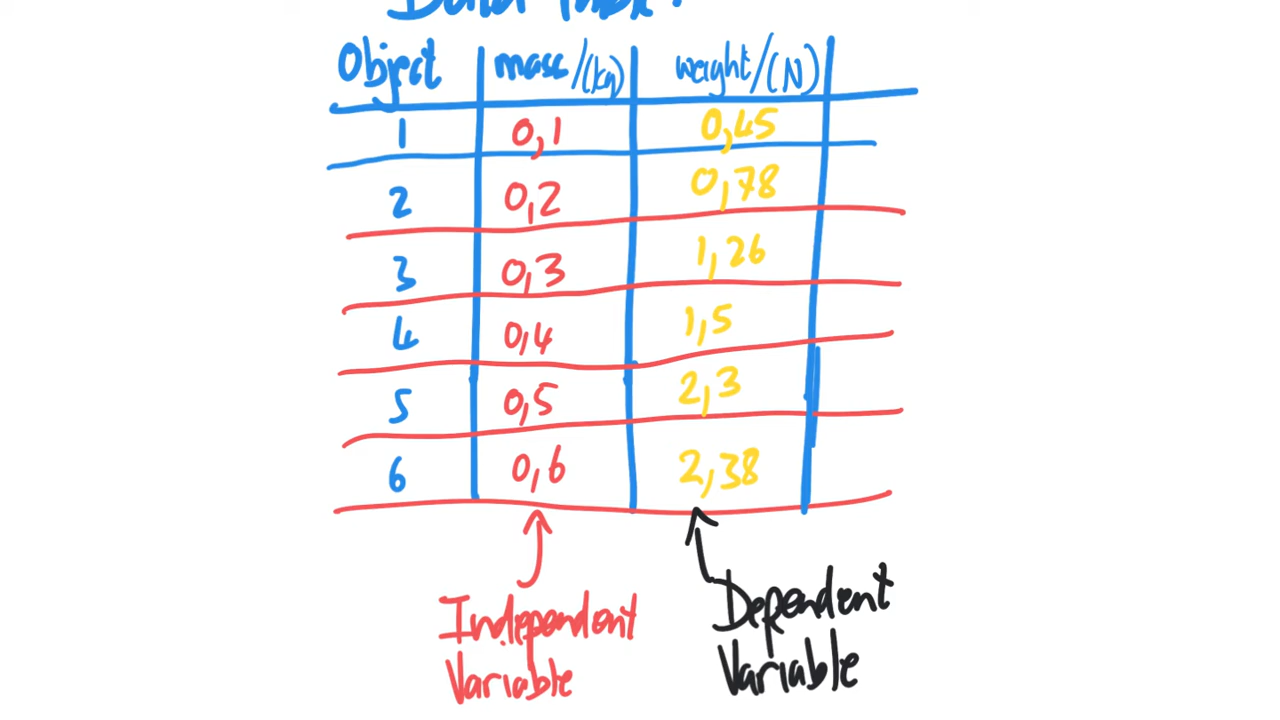 Data Table:
Object mass/(kg) weight/(N)
1 0,1 0,45
2 0,2 0,78
3 0,3 1,26
4 0,4 1,5
5 0,5 2,3
6 0,6 2,38
Independent Dependent
Variable Variable